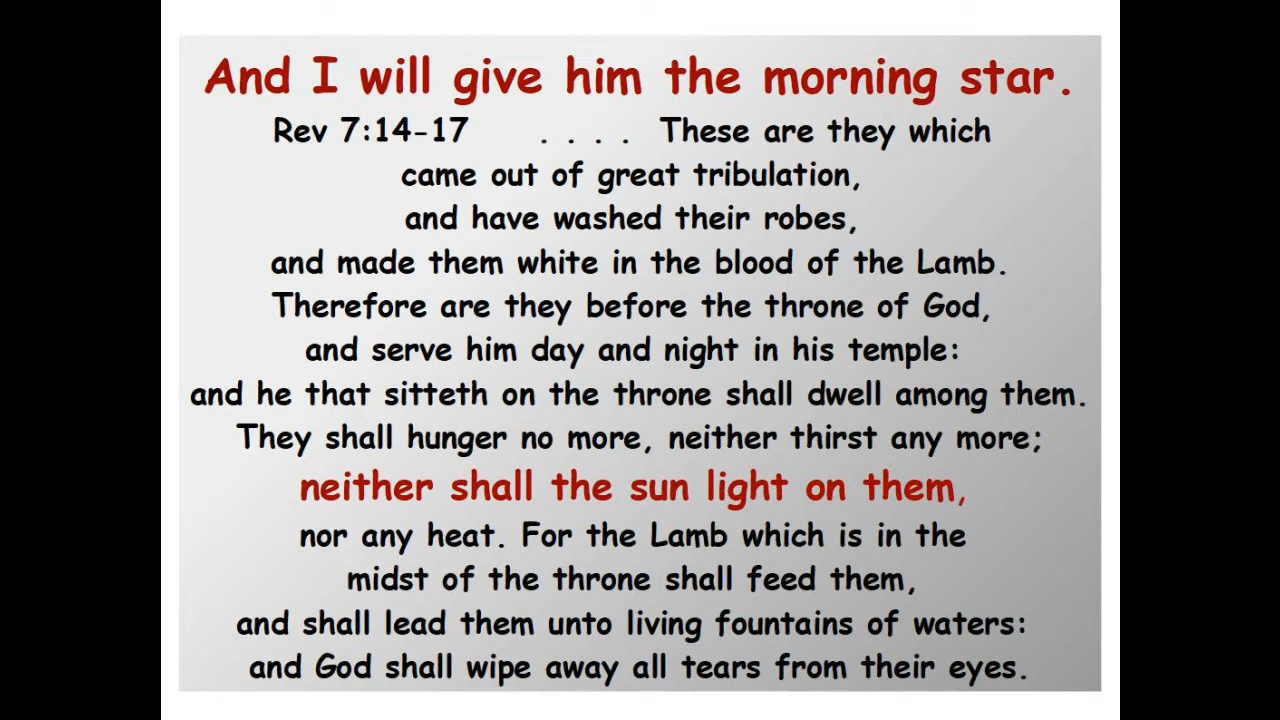 And I will give him the morning star.
Rev 7:14-17 . . . . These are they which
came out of great tribulation,
and have washed their robes,
and made them white in the blood of the Lamb.
Therefore are they before the throne of God,
and serve him day and night in his temple:
and he that sitteth on the throne shall dwell among them.
They shall hunger no more, neither thirst any more;
neither shall the sun light on them,
nor any heat. For the Lamb which is in the
midst of the throne shall feed them,
and shall lead them unto living fountains of waters:
and God shall wipe away all tears from their eyes.